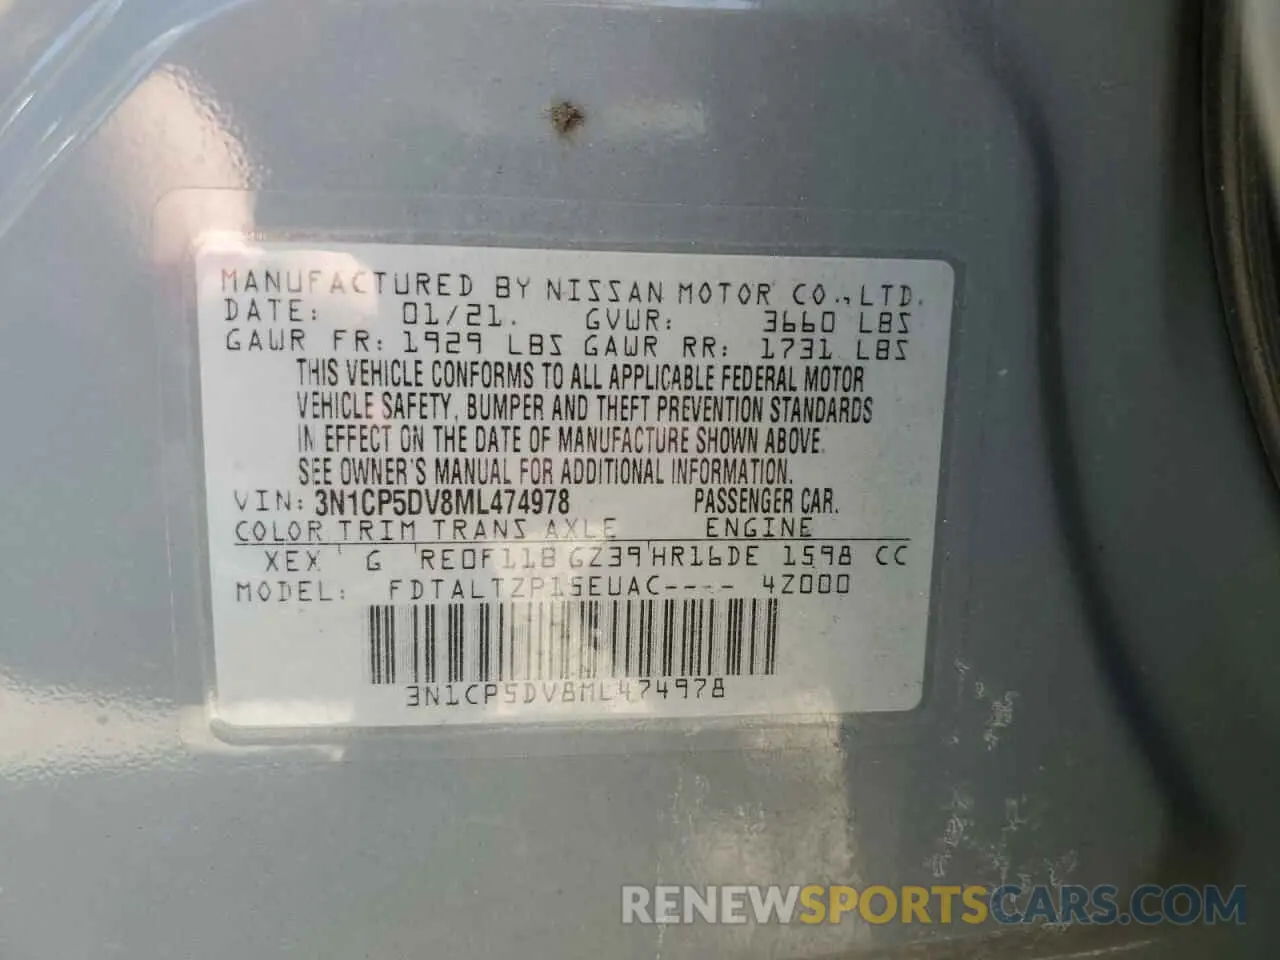 MANUFACTURED BY NISSAN MOTOR CO., LTD.
DATE: 01/21. GVWR: 3660 LBS
GAWR FR: 1929 LBS GAWR RR: 1731 LBS
THIS VEHICLE CONFORMS TO ALL APPLICABLE FEDERAL MOTOR
VEHICLE SAFETY, BUMPER AND THEFT PREVENTION STANDARDS
IN EFFECT ON THE DATE OF MANUFACTURE SHOWN ABOVE.
SEE OWNER'S MANUAL FOR ADDITIONAL INFORMATION.
VIN: 3N1CP5DV8ML474978 PASSENGER CAR.
COLOR TRIM TRANS AXLE ENGINE
XEX G RE0F11B GZ39 HR16DE 1598 CC
MODEL: FDTALTZP15EUAC---- 4Z000
3N1CP5DV8ML474978
RENEWSPORTSCARS.COM